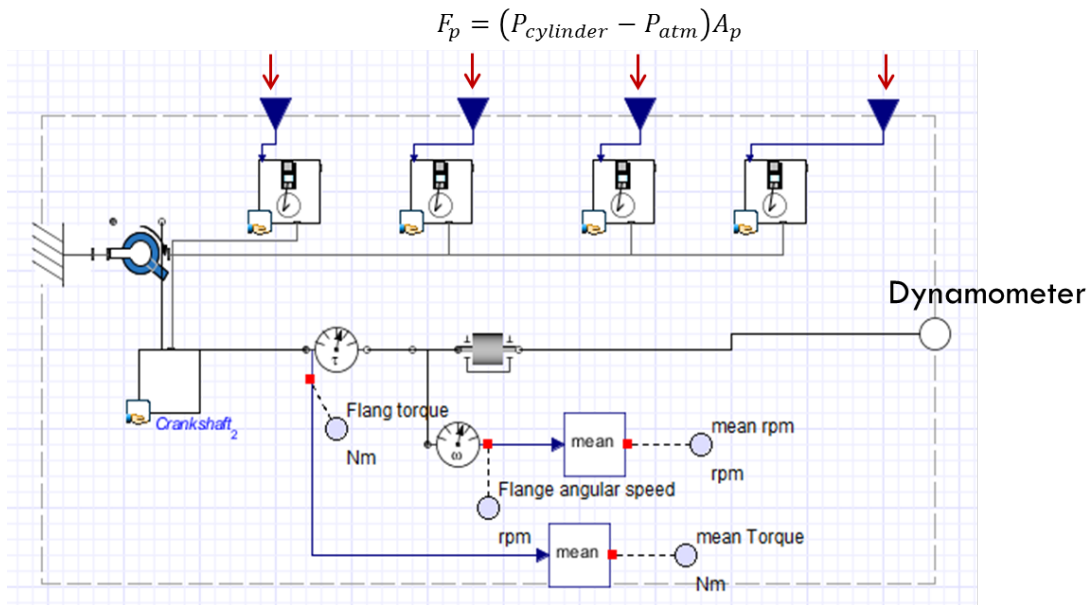 F_p = (P_cylinder − P_atm)A_p
Dynamometer
τ
Crankshaft_2
Flang torque
Nm
ω
mean
mean rpm
rpm
Flange angular speed
rpm
mean
mean Torque
Nm